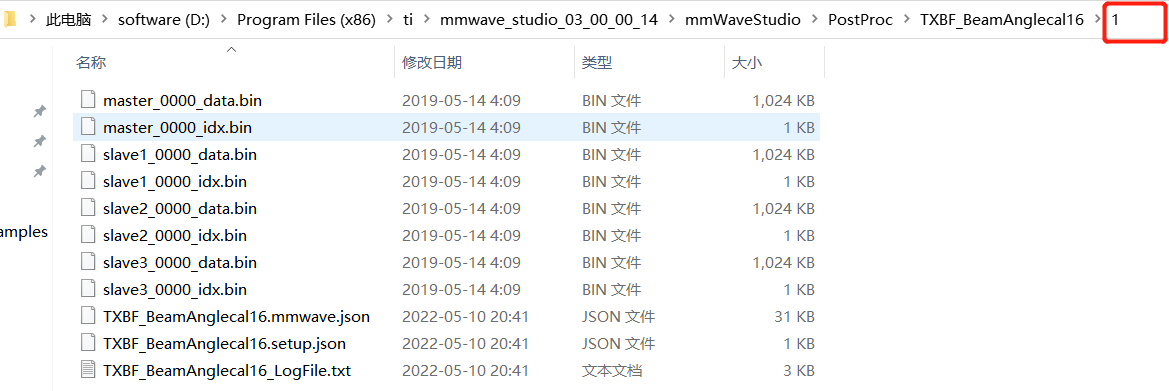 此电脑 > software (D:) > Program Files (x86) > ti > mmwave_studio_03_00_00_14 > mmWaveStudio > PostProc > TXBF_BeamAnglecal16 > 1
名称 修改日期 类型 大小
master_0000_data.bin 2019-05-14 4:09 BIN 文件 1,024 KB
master_0000_idx.bin 2019-05-14 4:09 BIN 文件 1 KB
slave1_0000_data.bin 2019-05-14 4:09 BIN 文件 1,024 KB
slave1_0000_idx.bin 2019-05-14 4:09 BIN 文件 1 KB
slave2_0000_data.bin 2019-05-14 4:09 BIN 文件 1,024 KB
amples
slave2_0000_idx.bin 2019-05-14 4:09 BIN 文件 1 KB
slave3_0000_data.bin 2019-05-14 4:09 BIN 文件 1,024 KB
slave3_0000_idx.bin 2019-05-14 4:09 BIN 文件 1 KB
TXBF_BeamAnglecal16.mmwave.json 2022-05-10 20:41 JSON 文件 31 KB
TXBF_BeamAnglecal16.setup.json 2022-05-10 20:41 JSON 文件 1 KB
TXBF_BeamAnglecal16_LogFile.txt 2022-05-10 20:41 文本文档 3 KB